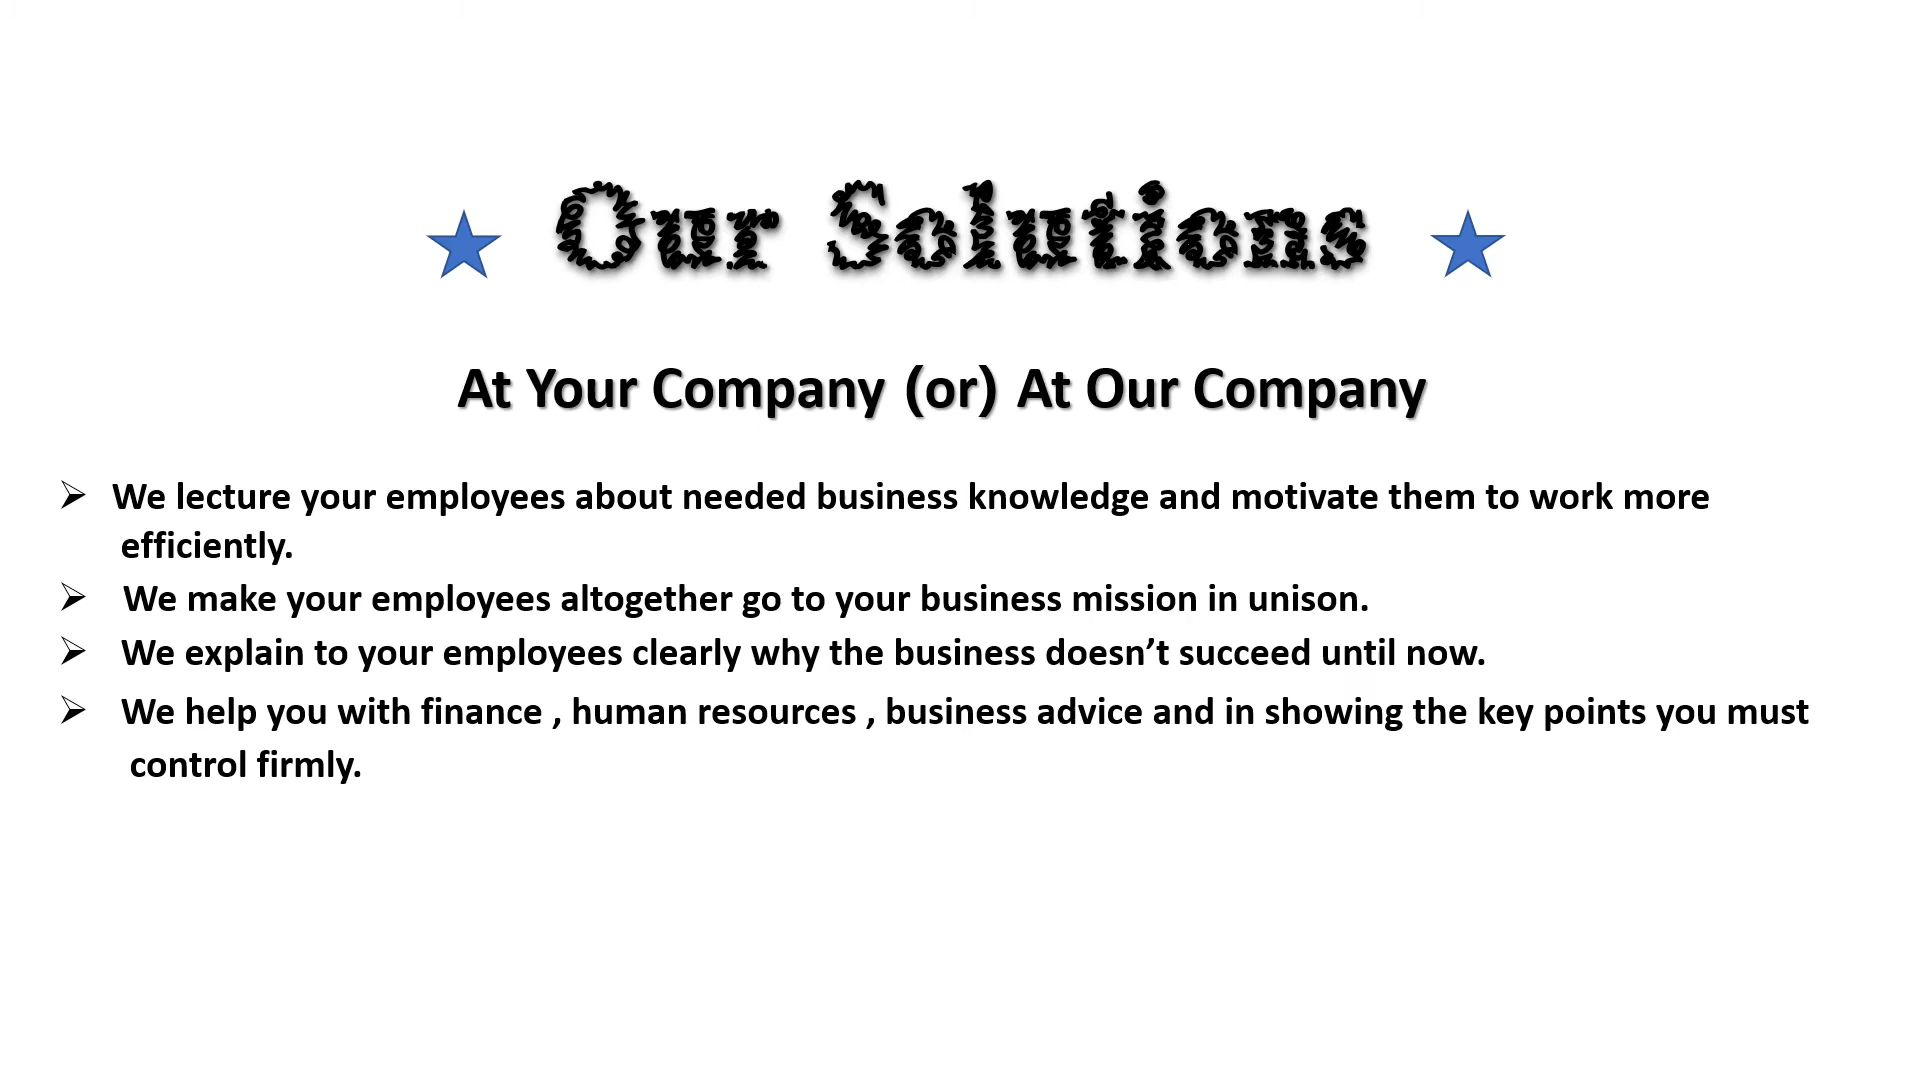 Our Solutions
At Your Company (or) At Our Company
➢ We lecture your employees about needed business knowledge and motivate them to work more
efficiently.
➢ We make your employees altogether go to your business mission in unison.
➢ We explain to your employees clearly why the business doesn’t succeed until now.
➢ We help you with finance , human resources , business advice and in showing the key points you must
control firmly.